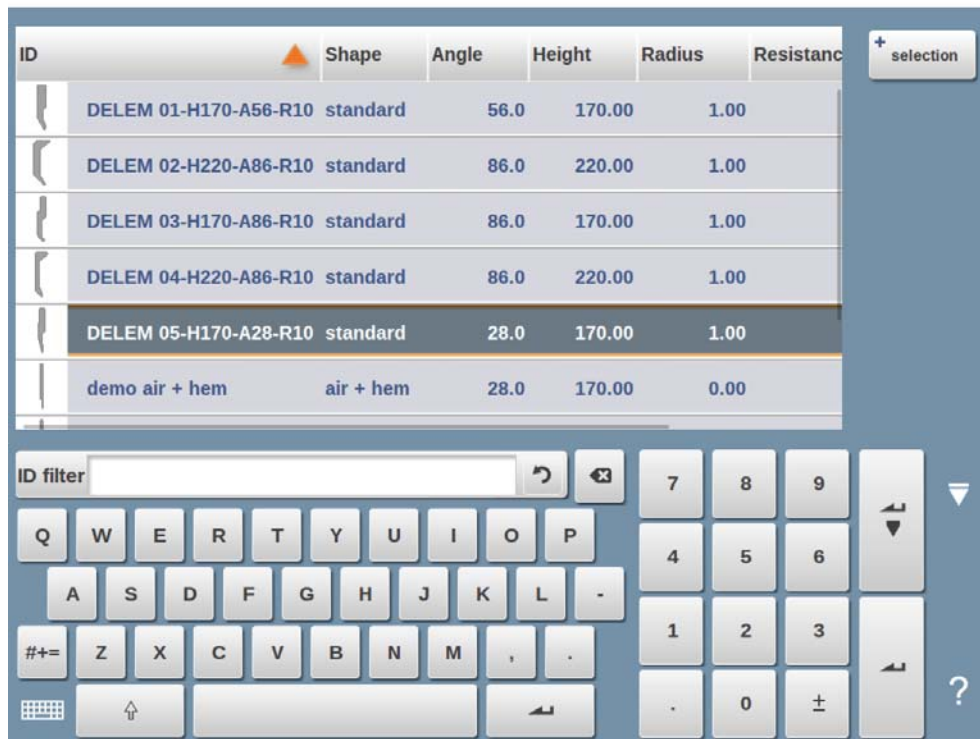 ID Shape Angle Height Radius Resistanc
+ selection
DELEM 01-H170-A56-R10 standard 56.0 170.00 1.00
DELEM 02-H220-A86-R10 standard 86.0 220.00 1.00
DELEM 03-H170-A86-R10 standard 86.0 170.00 1.00
DELEM 04-H220-A86-R10 standard 86.0 220.00 1.00
DELEM 05-H170-A28-R10 standard 28.0 170.00 1.00
demo air + hem air + hem 28.0 170.00 0.00
ID filter
7 8 9
Q W E R T Y U I O P
4 5 6
A S D F G H J K L -
1 2 3
#+= Z X C V B N M , .
. 0 ±
?